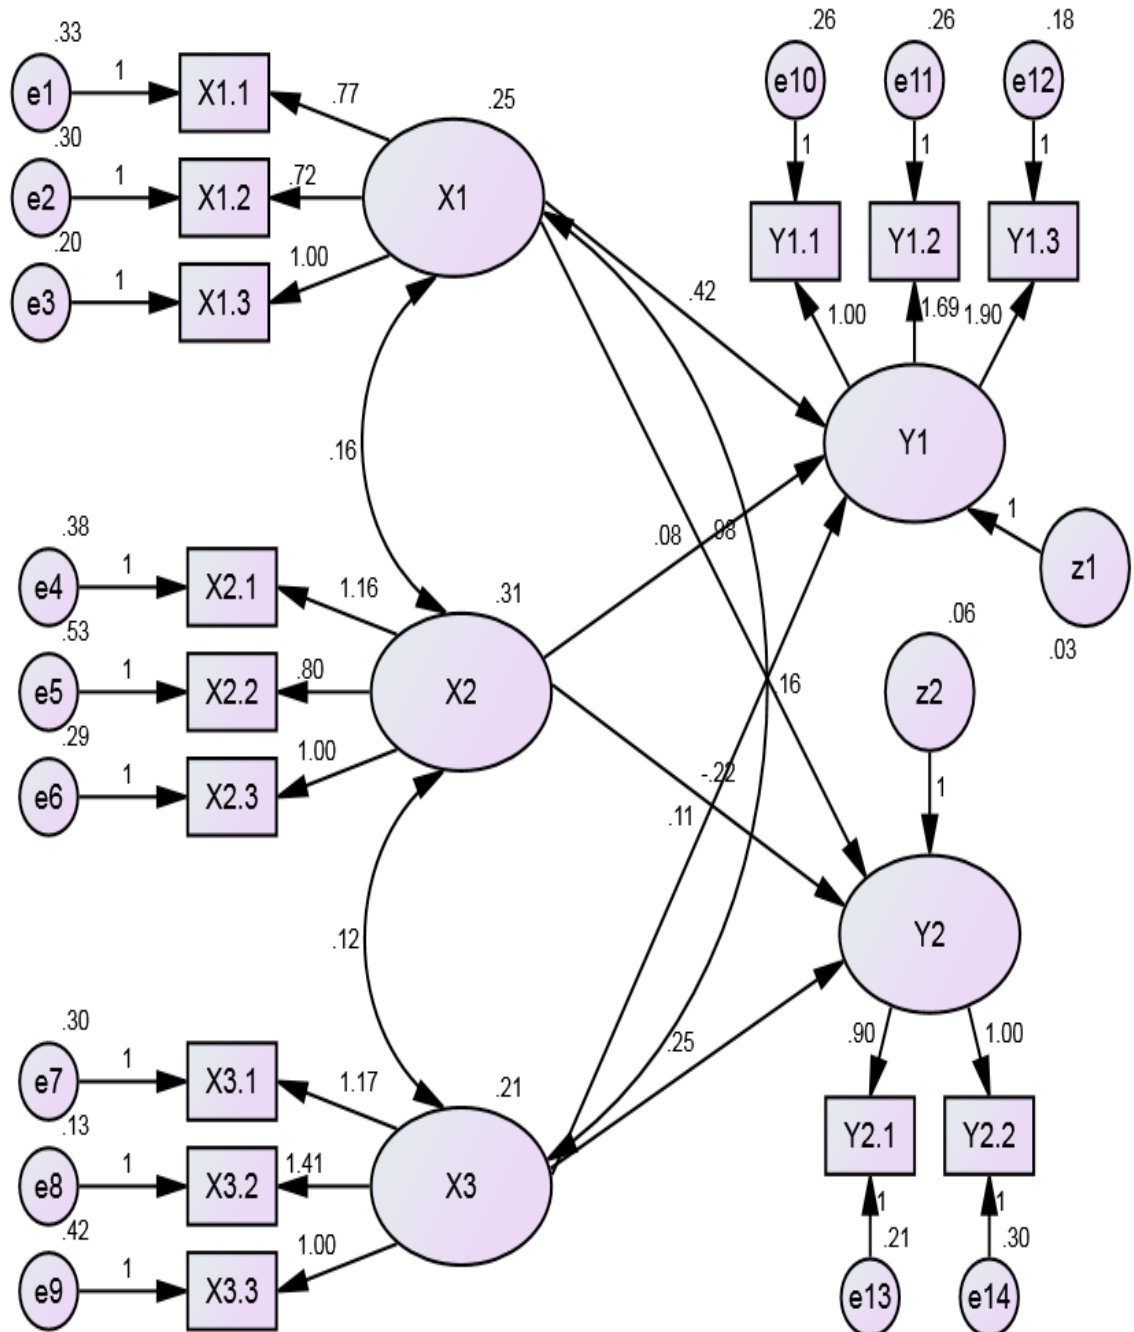 .33
e1
1
X1.1
.77
.30
e2
1
X1.2
.72
.20
e3
1
X1.3
1.00
.25
X1
.26
e10
1
Y1.1
1.00
.26
e11
1
Y1.2
1.69
.18
e12
1
Y1.3
1.90
.42
Y1
1
z1
.03
.16
.08
.98
.38
e4
1
X2.1
1.16
.53
e5
1
X2.2
.80
.29
e6
1
X2.3
1.00
.31
X2
.06
z2
1
.16
-.22
.11
Y2
.12
.25
.90
1.00
Y2.1
Y2.2
1
.21
e13
1
.30
e14
.30
e7
1
X3.1
1.17
.13
e8
1
X3.2
1.41
.42
e9
1
X3.3
1.00
.21
X3